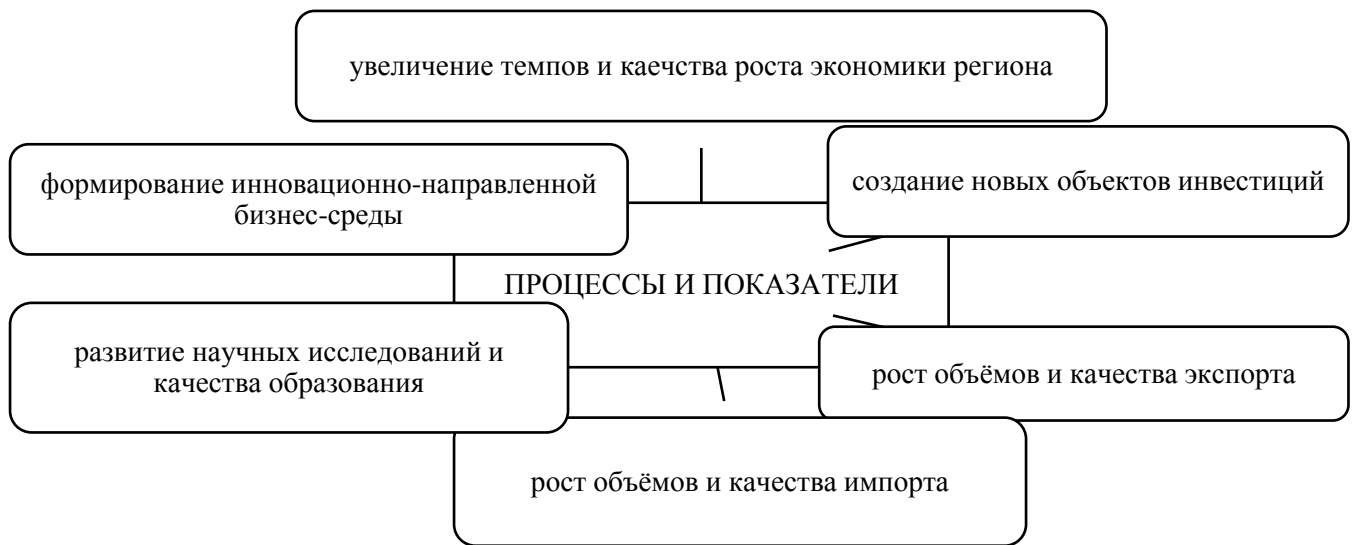 увеличение темпов и каечства роста экономики региона
формирование инновационно-направленной
бизнес-среды
создание новых объектов инвестиций
ПРОЦЕССЫ И ПОКАЗАТЕЛИ
развитие научных исследований и
качества образования
рост объёмов и качества экспорта
рост объёмов и качества импорта